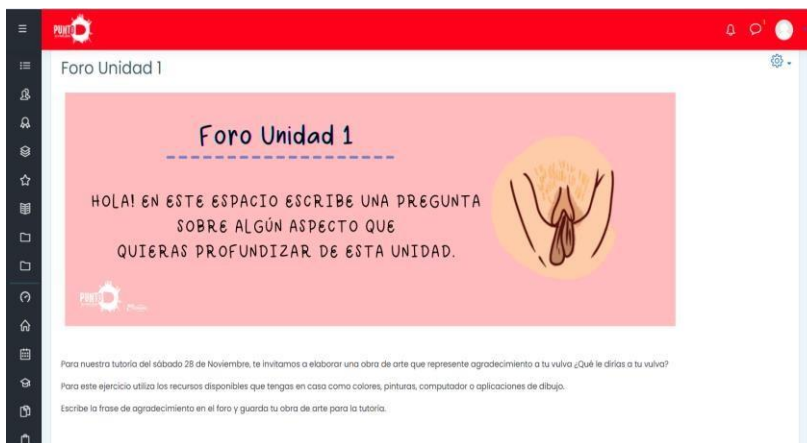 PUNTO
Foro Unidad 1
Foro Unidad 1
HOLA! EN ESTE ESPACIO ESCRIBE UNA PREGUNTA
SOBRE ALGÚN ASPECTO QUE
QUIERAS PROFUNDIZAR DE ESTA UNIDAD.
PUNTO
Para nuestra tutoría del sábado 28 de Noviembre, te invitamos a elaborar una obra de arte que represente agradecimiento a tu vulva ¿Qué le dirías a tu vulva?
Para este ejercicio utiliza los recursos disponibles que tengas en casa como colores, pinturas, computador o aplicaciones de dibujo.
Escribe la frase de agradecimiento en el foro y guarda tu obra de arte para la tutoría.